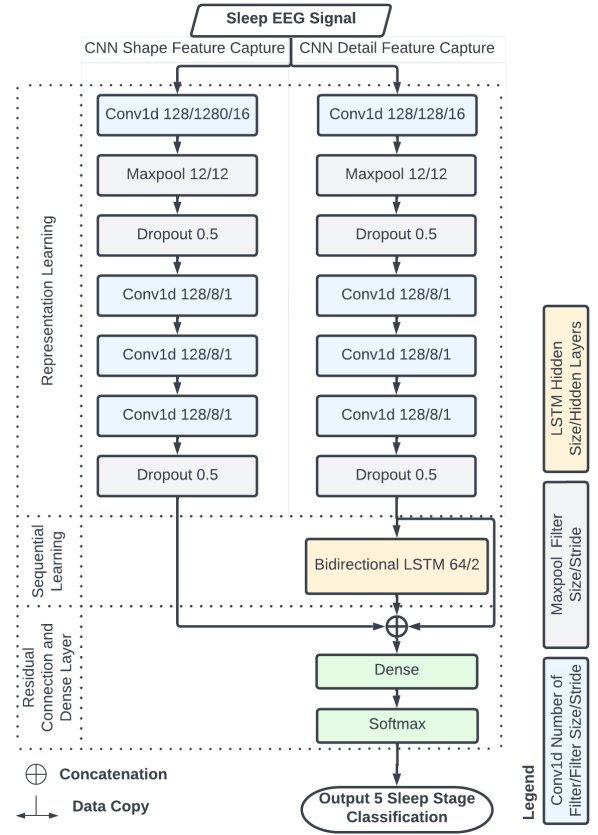 Sleep EEG Signal
CNN Shape Feature Capture
CNN Detail Feature Capture
Representation Learning
Conv1d 128/1280/16
Maxpool 12/12
Dropout 0.5
Conv1d 128/8/1
Conv1d 128/8/1
Conv1d 128/8/1
Dropout 0.5
Conv1d 128/128/16
Maxpool 12/12
Dropout 0.5
Conv1d 128/8/1
Conv1d 128/8/1
Conv1d 128/8/1
Dropout 0.5
Sequential
Learning
Bidirectional LSTM 64/2
Residual
Connection and
Dense Layer
Dense
Softmax
Output 5 Sleep Stage
Classification
Concatenation
Data Copy
Legend
LSTM Hidden
Size/Hidden Layers
Maxpool Filter
Size/Stride
Conv1d Number of
Filter/Filter Size/Stride